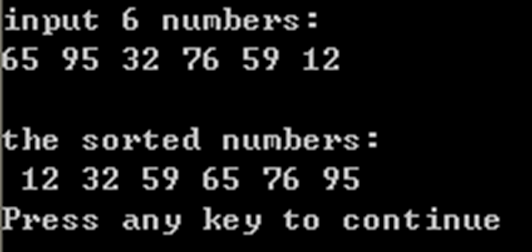 input 6 numbers:
65 95 32 76 59 12
the sorted numbers:
12 32 59 65 76 95
Press any key to continue